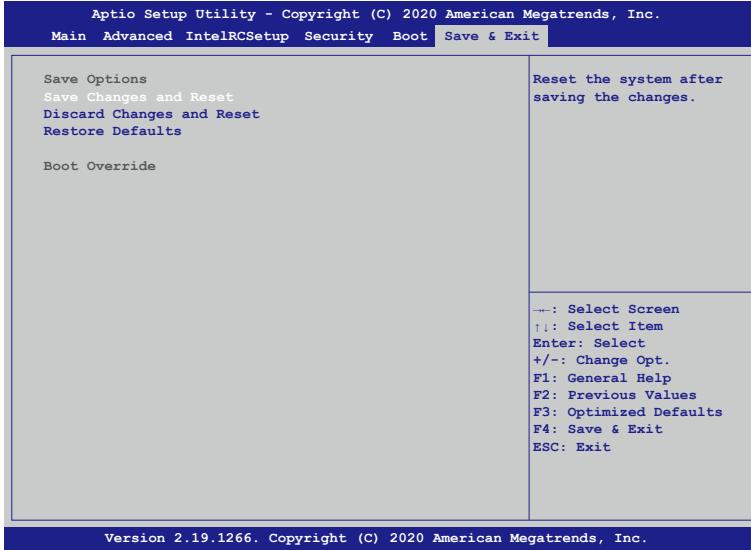 Aptio Setup Utility - Copyright (C) 2020 American Megatrends, Inc.
Main Advanced IntelRCSetup Security Boot Save & Exit
Save Options
Save Changes and Reset
Discard Changes and Reset
Restore Defaults
Boot Override
Reset the system after
saving the changes.
→←: Select Screen
↑↓: Select Item
Enter: Select
+/-: Change Opt.
F1: General Help
F2: Previous Values
F3: Optimized Defaults
F4: Save & Exit
ESC: Exit
Version 2.19.1266. Copyright (C) 2020 American Megatrends, Inc.